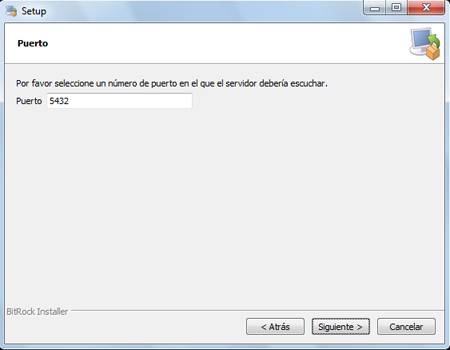 Setup
Puerto
Por favor seleccione un número de puerto en el que el servidor debería escuchar.
Puerto 5432
BitRock Installer
< Atrás Siguiente > Cancelar